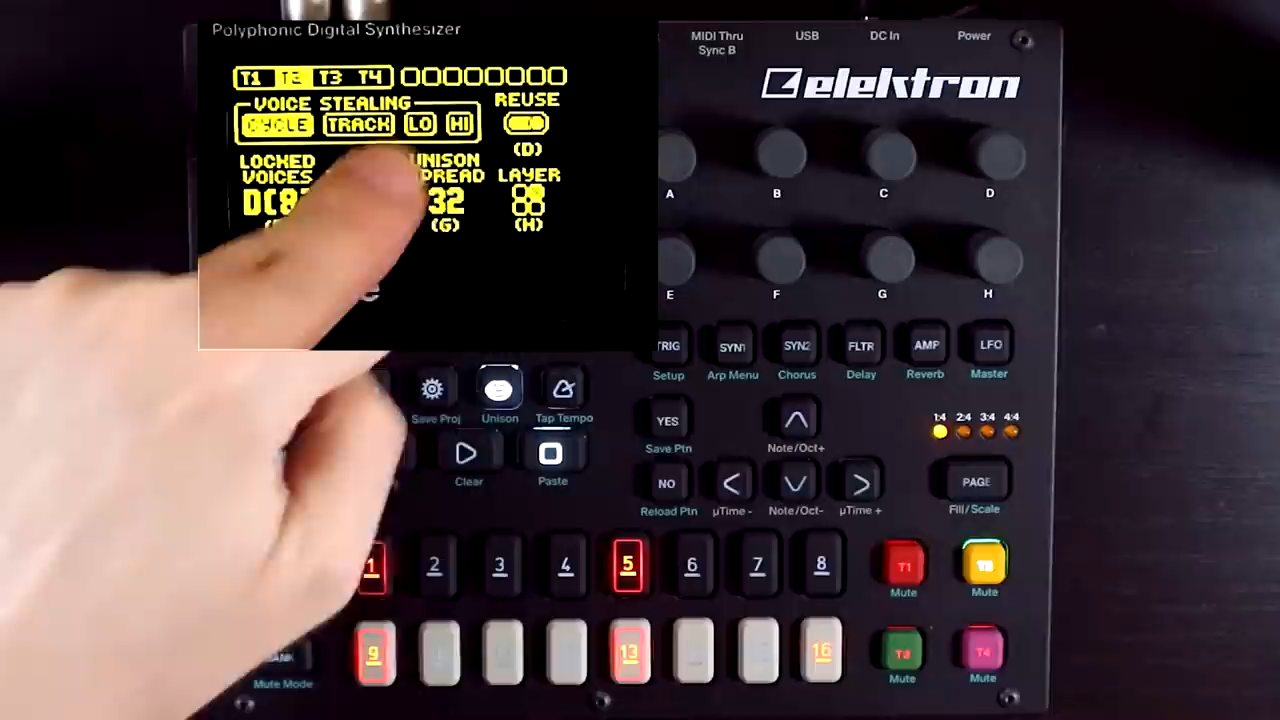 Polyphonic Digital Synthesizer
MIDI Thru
Sync B
USB
DC In
Power
elektron
T1 T2 T3 T4
VOICE STEALING
REUSE
CYCLE TRACK LO HI
(D)
LOCKED
VOICES
UNISON
LAYER
32
(G)
(H)
A
B
C
D
E
F
G
H
TRIG
SYN1
SYN2
FLTR
AMP
LFO
Setup
Arp Menu
Chorus
Delay
Reverb
Master
Save Proj
Unison
Tap Tempo
YES
Save Ptn
Note/Oct+
1:4 2:4 3:4 4:4
Clear
Paste
NO
PAGE
Reload Ptn
µTime -
Note/Oct-
µTime +
Fill/Scale
1 2 3 4 5 6 7 8
T1
Mute
Mute
9
13
16
T3
T4
Mute Mode
Mute
Mute